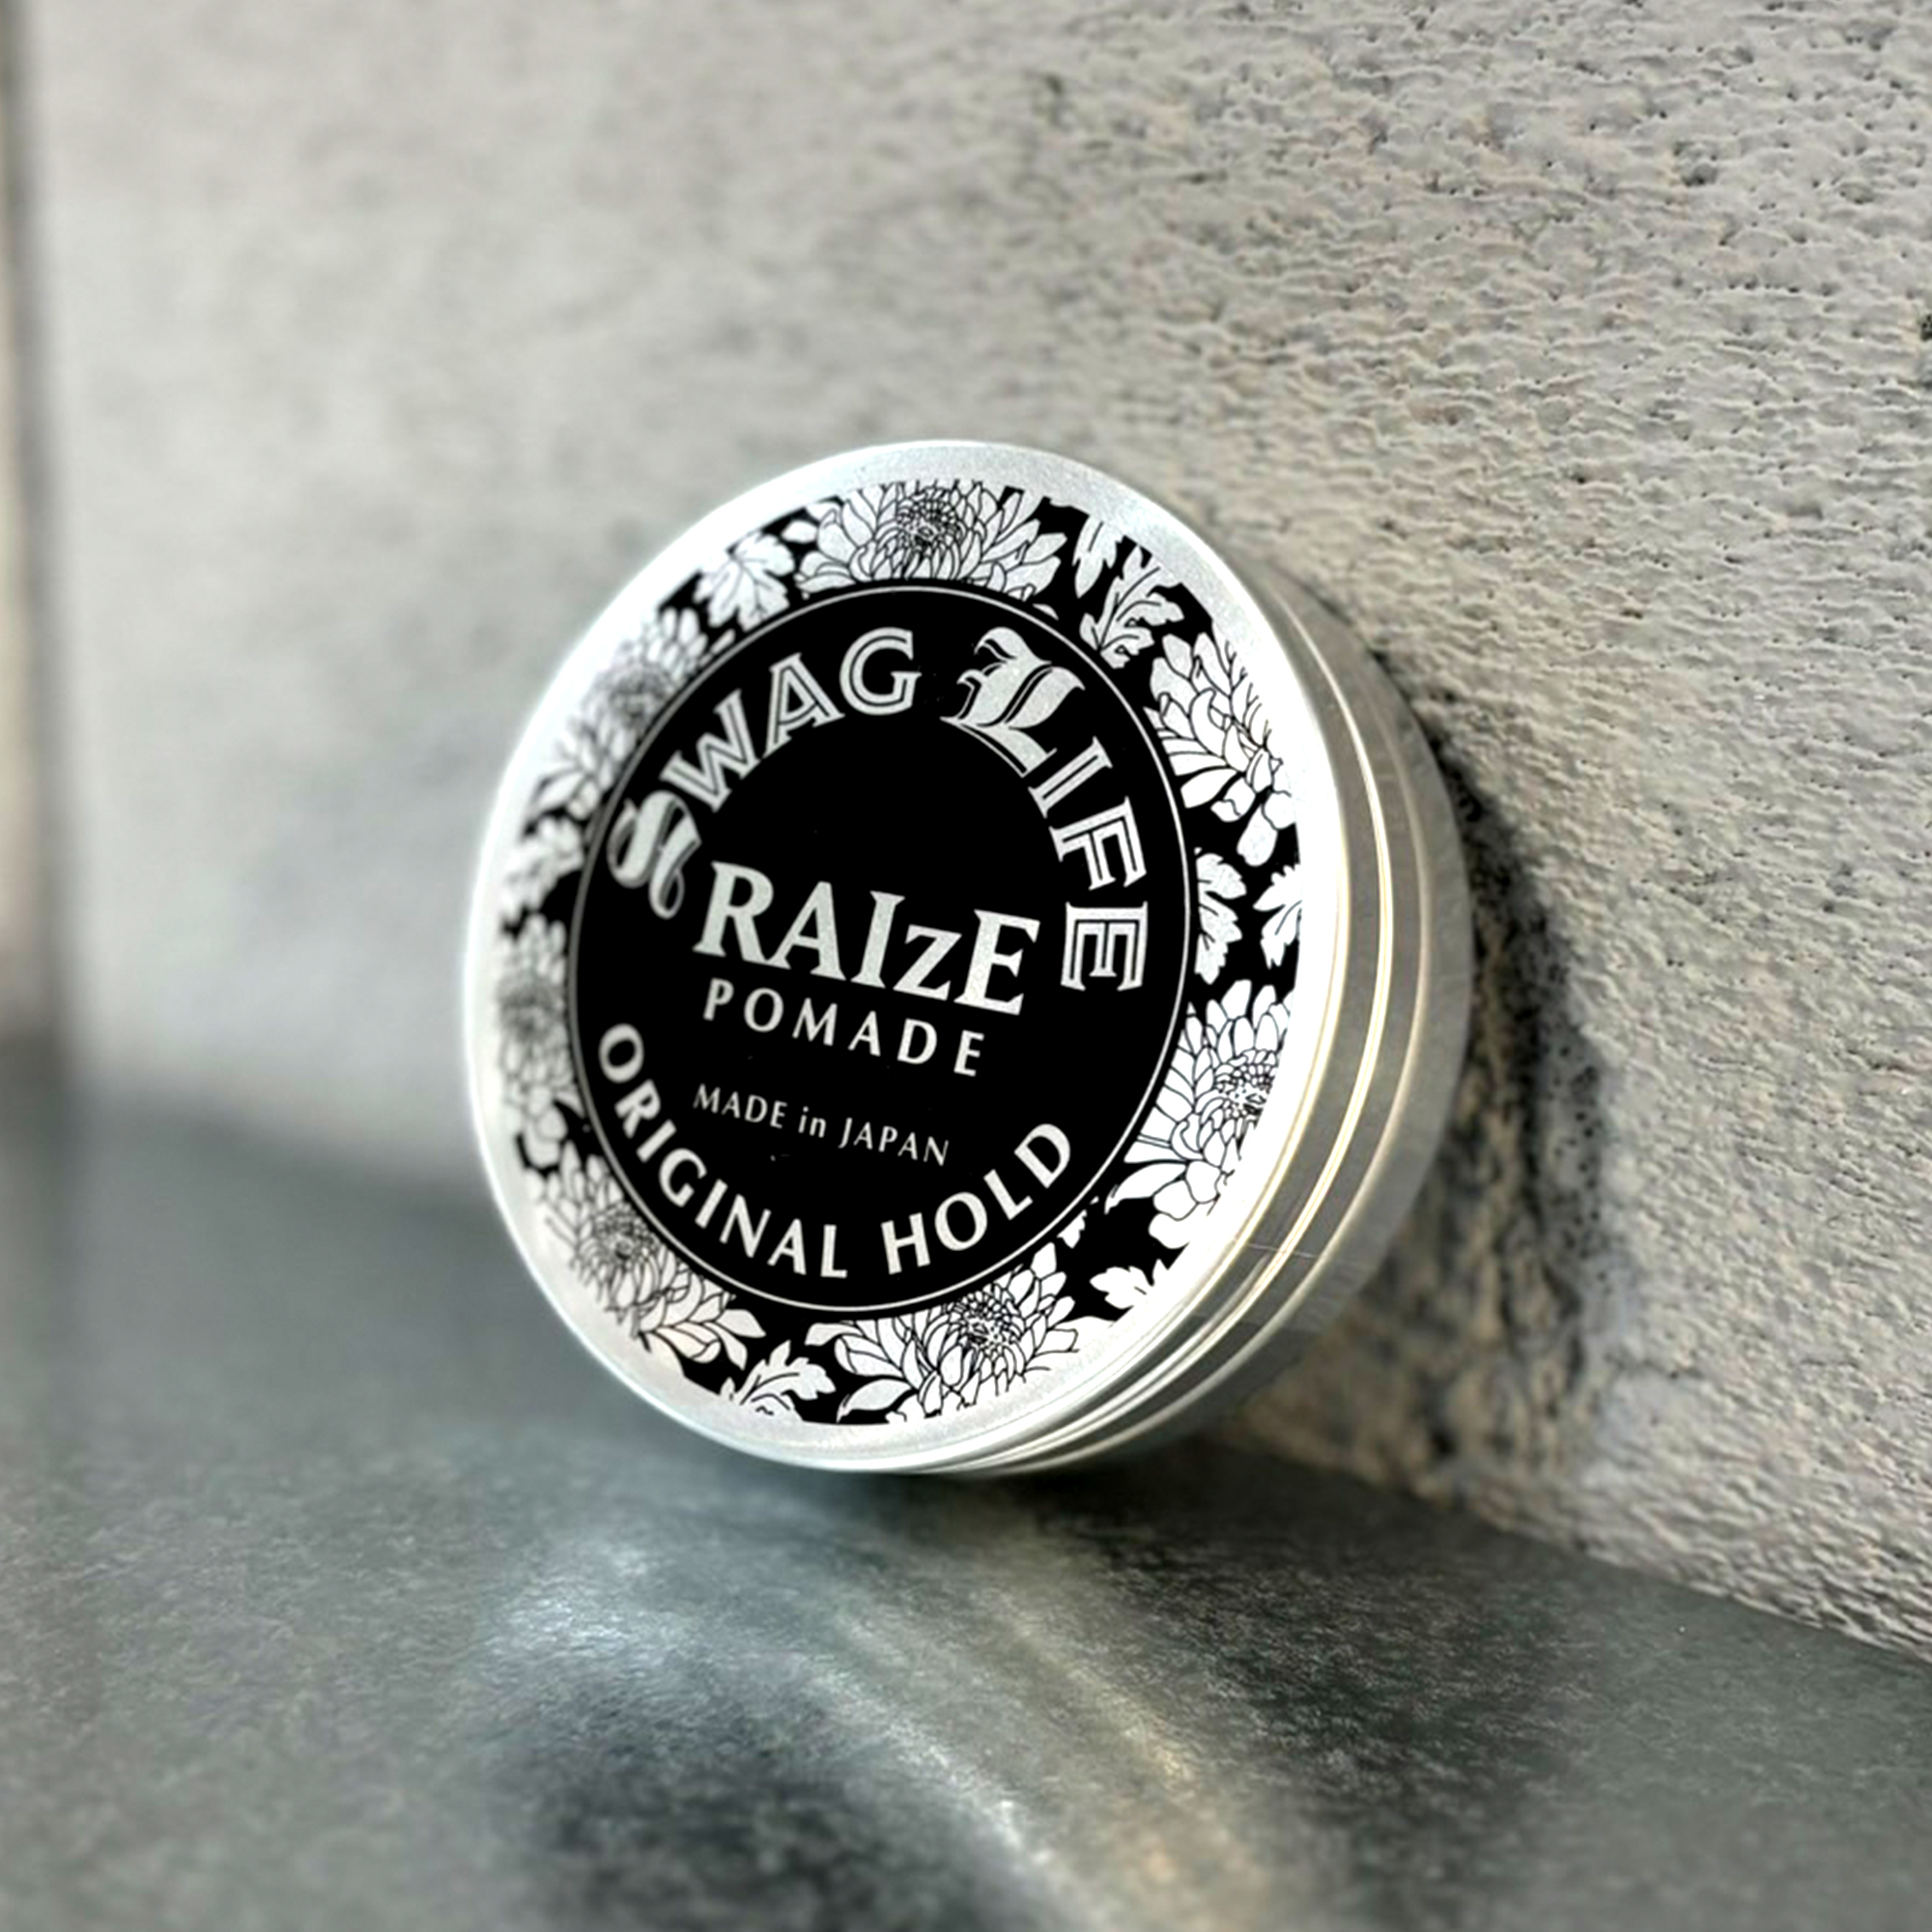 SWAG LIFE
RAIzE
POMADE
MADE in JAPAN
ORIGINAL HOLD